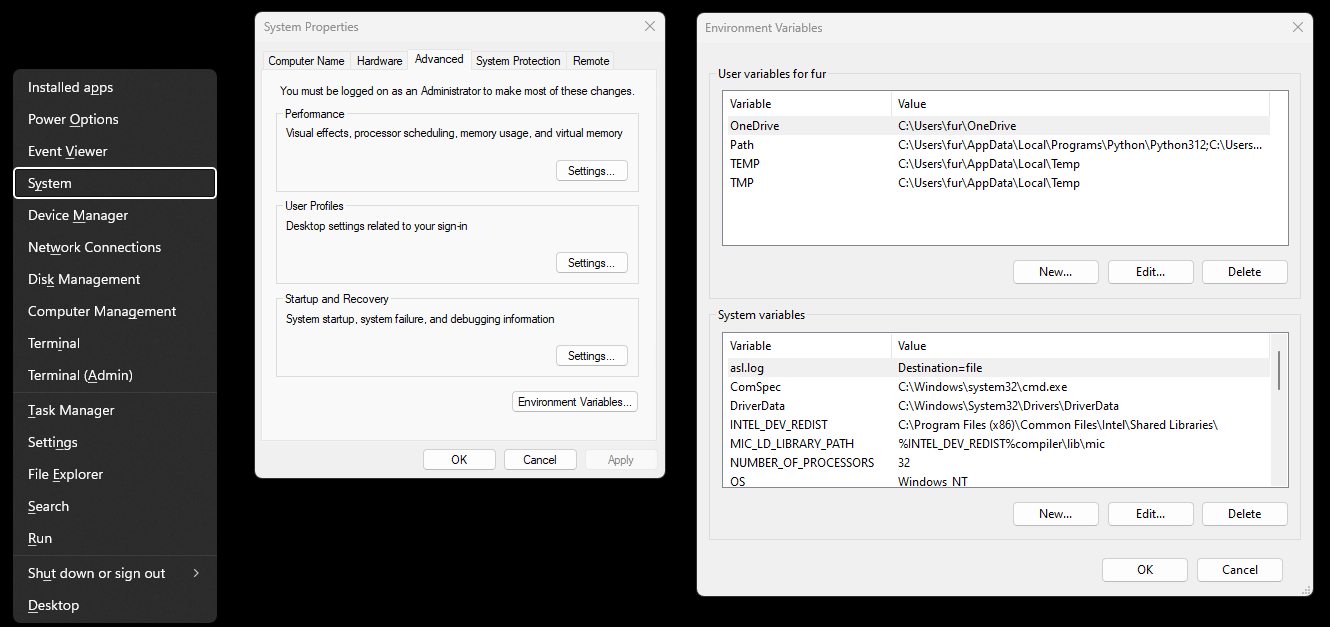 Installed apps
Power Options
Event Viewer
System
Device Manager
Network Connections
Disk Management
Computer Management
Terminal
Terminal (Admin)
Task Manager
Settings
File Explorer
Search
Run
Shut down or sign out
Desktop
System Properties
Computer Name Hardware Advanced System Protection Remote
You must be logged on as an Administrator to make most of these changes.
Performance
Visual effects, processor scheduling, memory usage, and virtual memory
Settings...
User Profiles
Desktop settings related to your sign-in
Settings...
Startup and Recovery
System startup, system failure, and debugging information
Settings...
Environment Variables...
OK Cancel Apply
Environment Variables
User variables for fur
Variable Value
OneDrive C:\Users\fur\OneDrive
Path C:\Users\fur\AppData\Local\Programs\Python\Python312;C:\Users...
TEMP C:\Users\fur\AppData\Local\Temp
TMP C:\Users\fur\AppData\Local\Temp
New... Edit... Delete
System variables
Variable Value
asl.log Destination=file
ComSpec C:\Windows\system32\cmd.exe
DriverData C:\Windows\System32\Drivers\DriverData
INTEL_DEV_REDIST C:\Program Files (x86)\Common Files\Intel\Shared Libraries\
MIC_LD_LIBRARY_PATH %INTEL_DEV_REDIST%compiler\lib\mic
NUMBER_OF_PROCESSORS 32
OS Windows_NT
New... Edit... Delete
OK Cancel